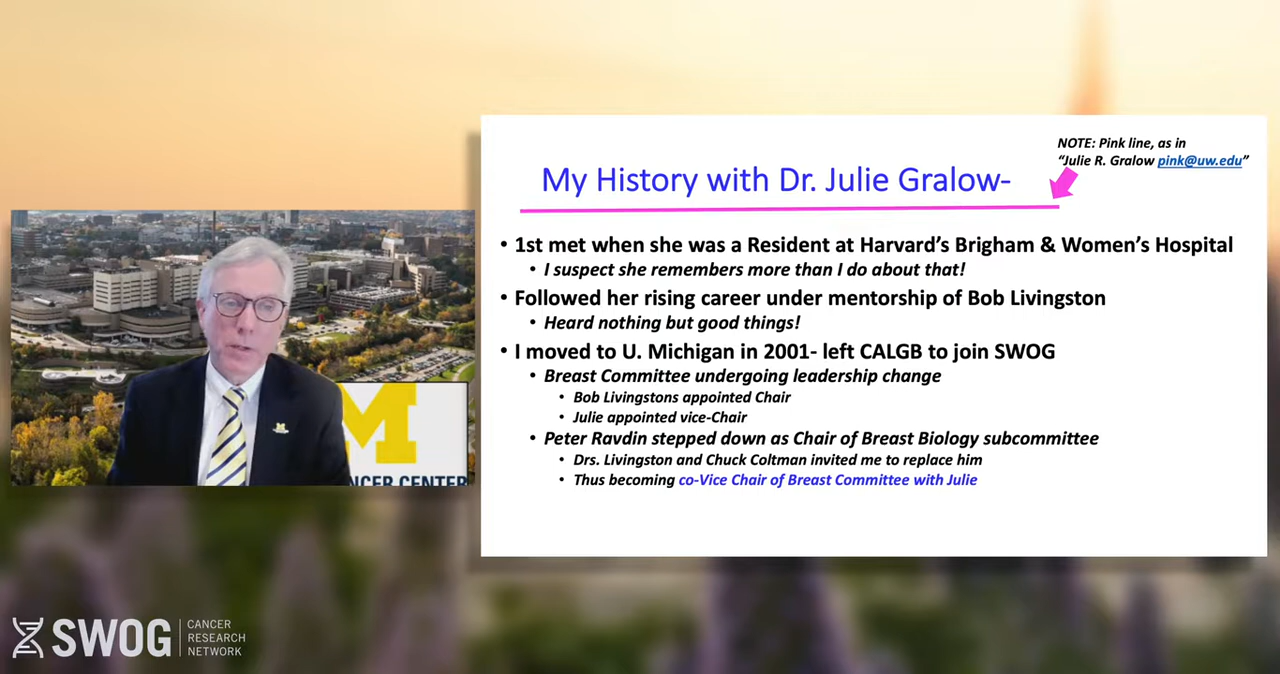 NOTE: Pink line, as in
“Julie R. Gralow pink@uw.edu”
My History with Dr. Julie Gralow-
• 1st met when she was a Resident at Harvard’s Brigham & Women’s Hospital
• I suspect she remembers more than I do about that!
• Followed her rising career under mentorship of Bob Livingston
• Heard nothing but good things!
• I moved to U. Michigan in 2001- left CALGB to join SWOG
• Breast Committee undergoing leadership change
• Bob Livingstons appointed Chair
• Julie appointed vice-Chair
• Peter Ravdin stepped down as Chair of Breast Biology subcommittee
• Drs. Livingston and Chuck Coltman invited me to replace him
• Thus becoming co-Vice Chair of Breast Committee with Julie
M
NCER CENTER
SWOG
CANCER
RESEARCH
NETWORK